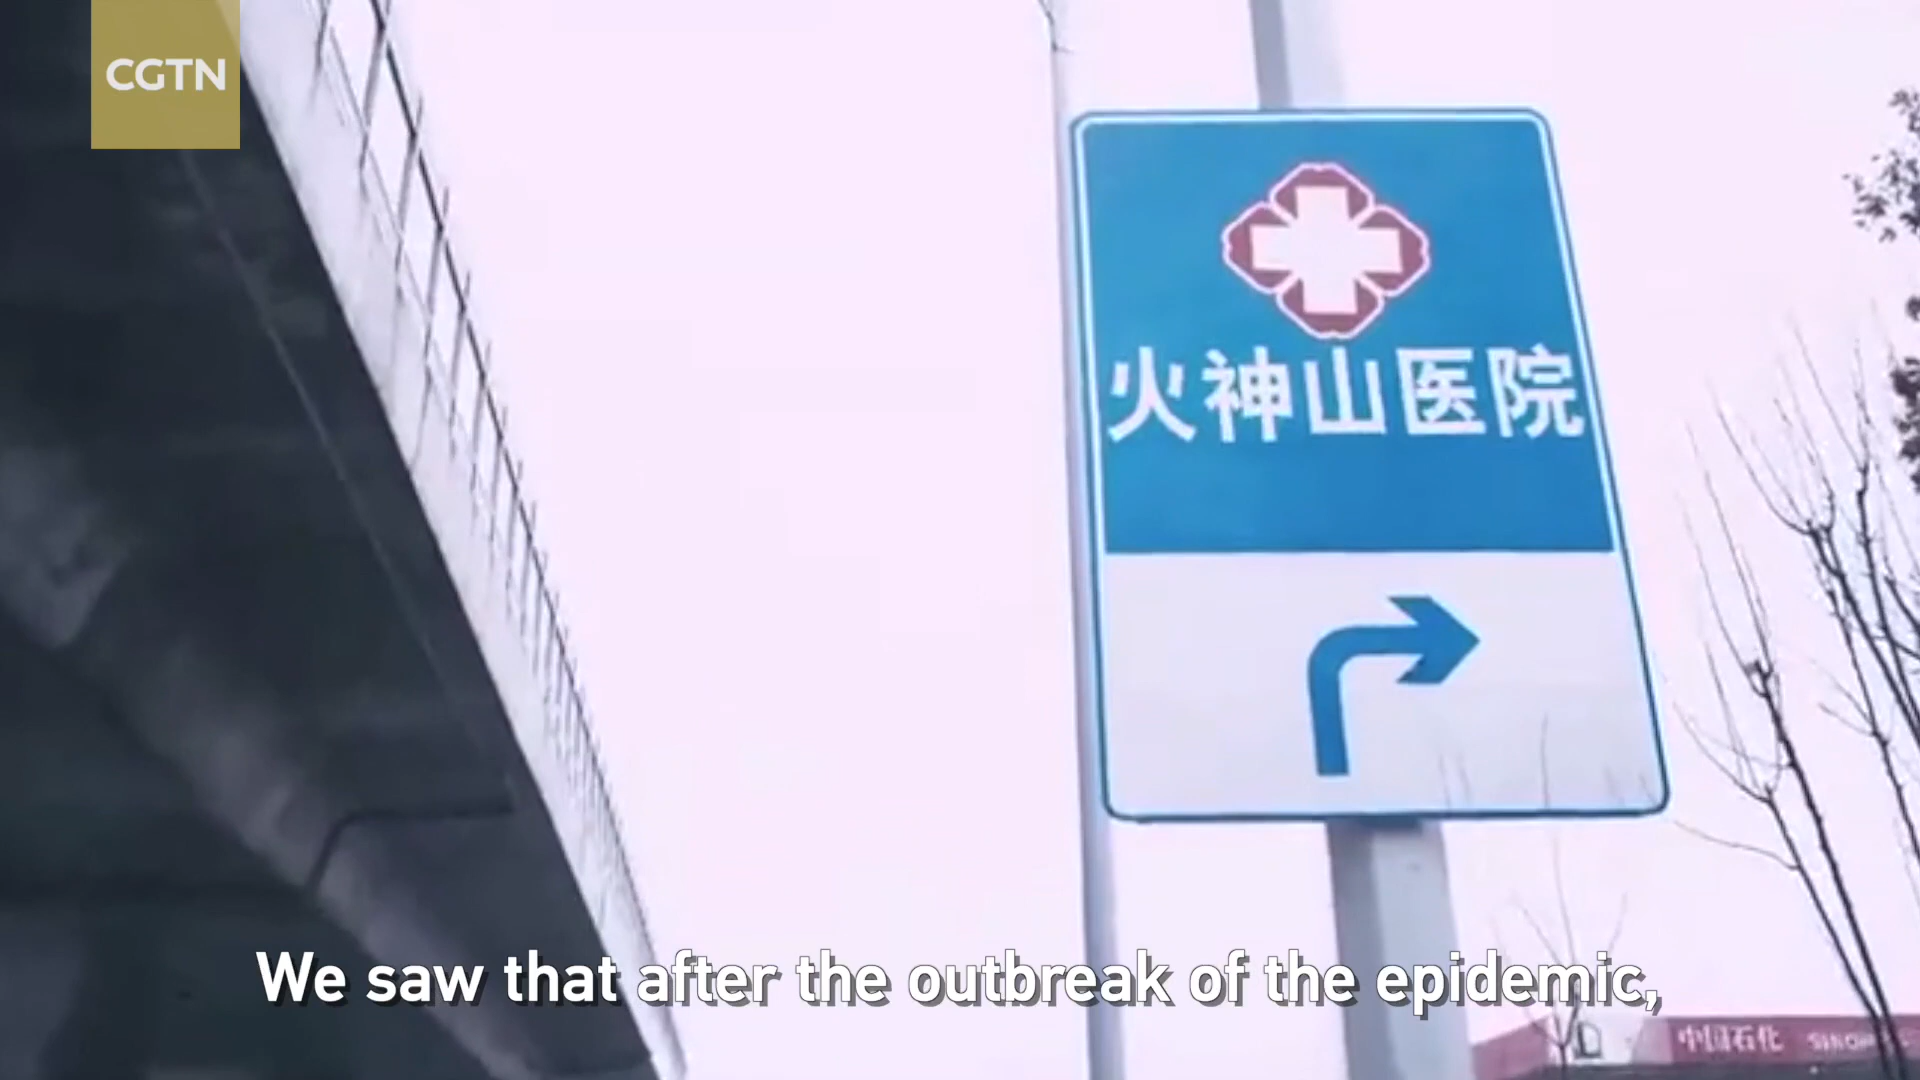 CGTN
火神山医院
We saw that after the outbreak of the epidemic,
中国石化